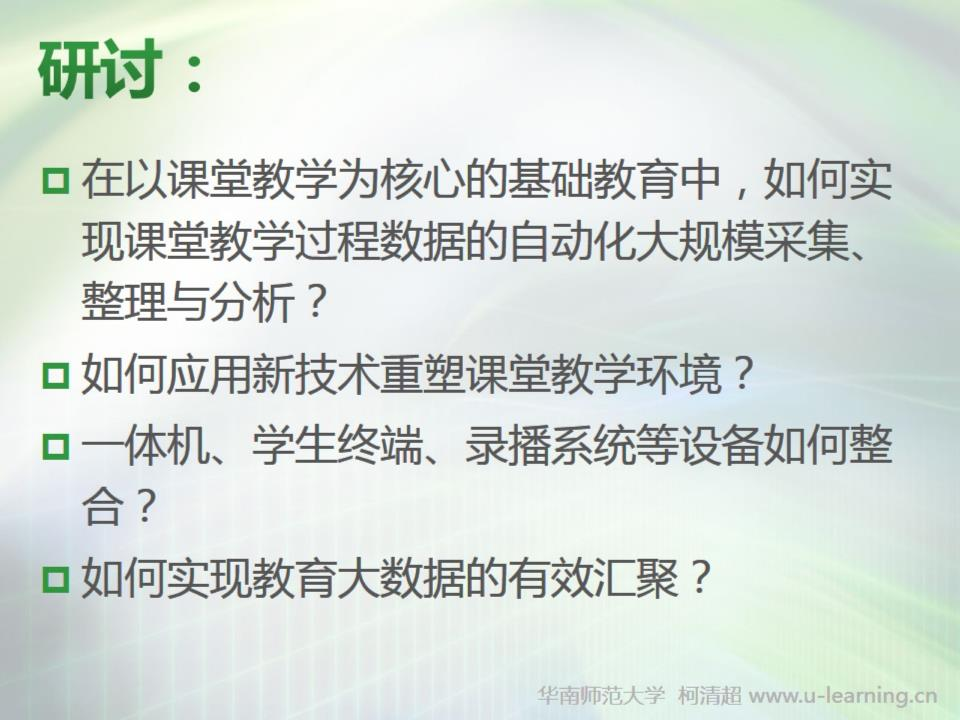 研讨：
在以课堂教学为核心的基础教育中，如何实
现课堂教学过程数据的自动化大规模采集、
整理与分析？
如何应用新技术重塑课堂教学环境？
一体机、学生终端、录播系统等设备如何整
合？
如何实现教育大数据的有效汇聚？
华南师范大学 柯清超 www.u-learning.cn